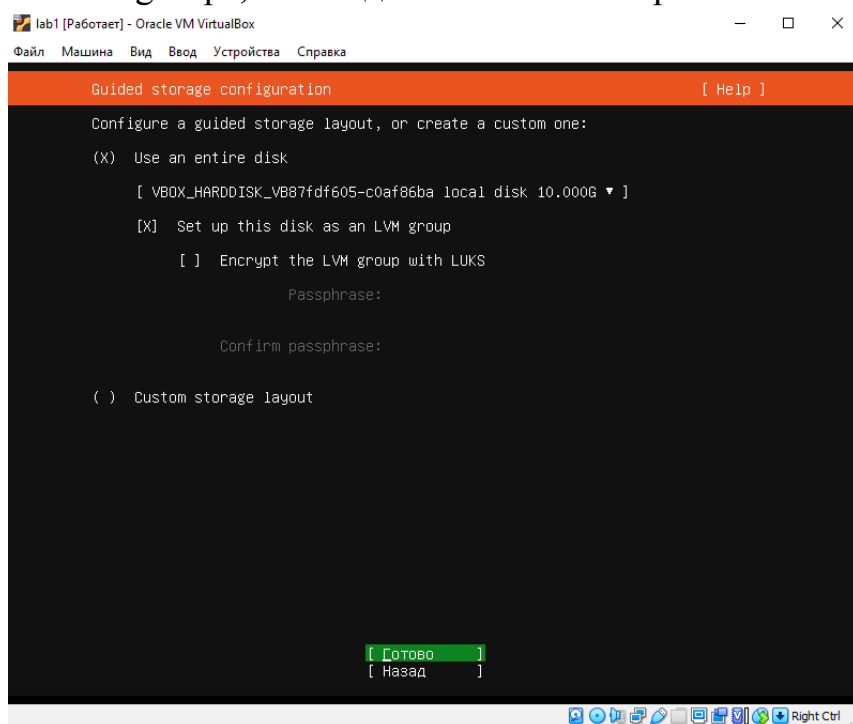 lab1 [Работает] - Oracle VM VirtualBox
Файл Машина Вид Ввод Устройства Справка
Guided storage configuration [ Help ]
Configure a guided storage layout, or create a custom one:
(X) Use an entire disk
[ VBOX_HARDDISK_VB87fdf605-c0af86ba local disk 10.000G ▾ ]
[X] Set up this disk as an LVM group
[ ] Encrypt the LVM group with LUKS
Passphrase:
Confirm passphrase:
( ) Custom storage layout
[ Готово ]
[ Назад ]
Right Ctrl